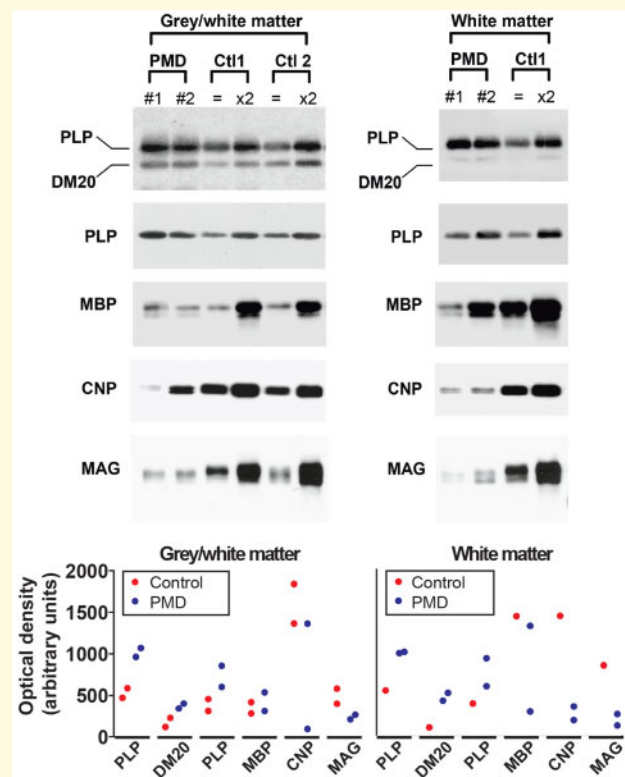 Grey/white matter White matter
PMD Ctl1 Ctl 2 PMD Ctl1
#1 #2 = x2 = x2 #1 #2 = x2
PLP PLP
DM20 DM20
PLP PLP
MBP MBP
CNP CNP
MAG MAG
Grey/white matter White matter
Optical density
(arbitrary units)
2000
1500
1000
500
0
Control Control
PMD PMD
PLP DM20 PLP MBP CNP MAG PLP DM20 PLP MBP CNP MAG